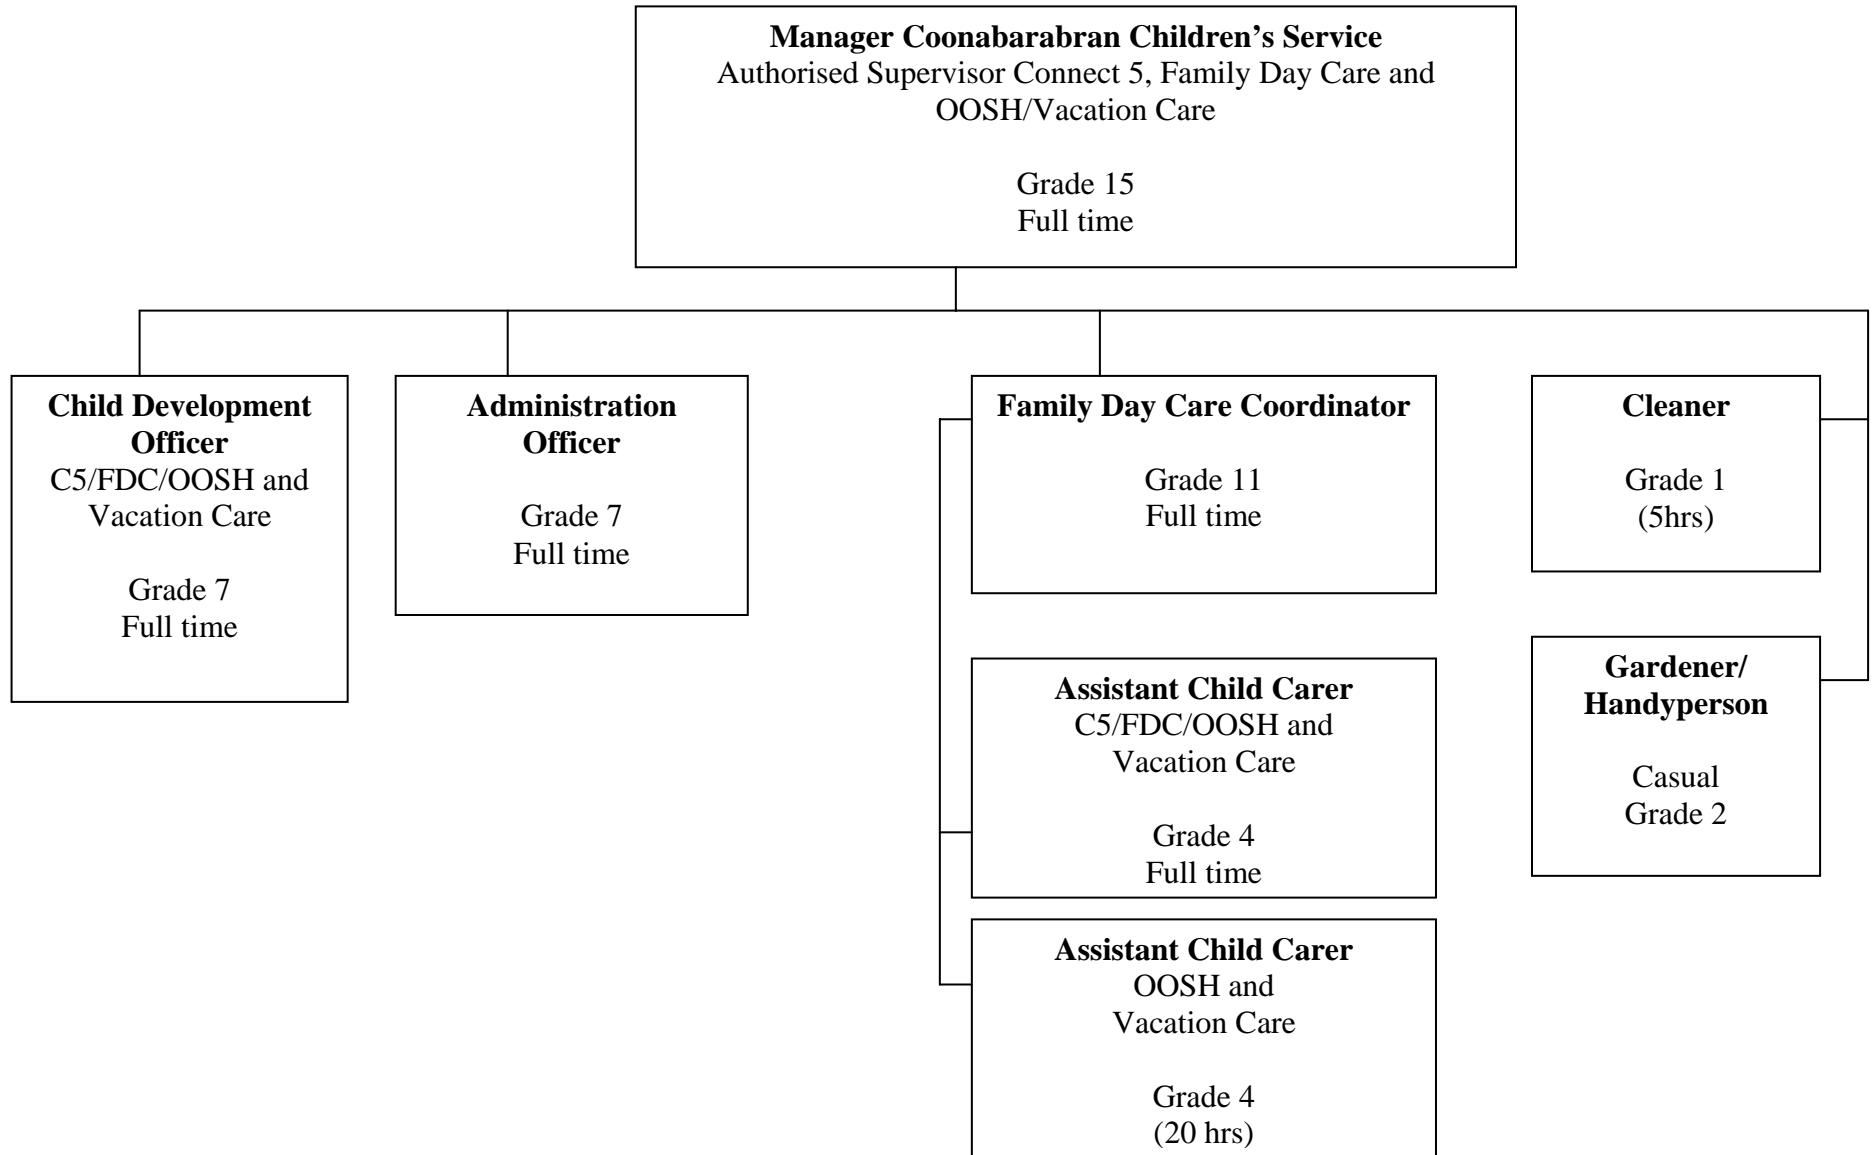 Manager Coonabarabran Children's Service
Authorised Supervisor Connect 5, Family Day Care and
OOSH/Vacation Care
Grade 15
Full time
Child Development
Officer
C5/FDC/OOSH and
Vacation Care
Grade 7
Full time
Administration
Officer
Grade 7
Full time
Family Day Care Coordinator
Grade 11
Full time
Cleaner
Grade 1
(5hrs)
Assistant Child Carer
C5/FDC/OOSH and
Vacation Care
Grade 4
Full time
Gardener/
Handyperson
Casual
Grade 2
Assistant Child Carer
OOSH and
Vacation Care
Grade 4
(20 hrs)